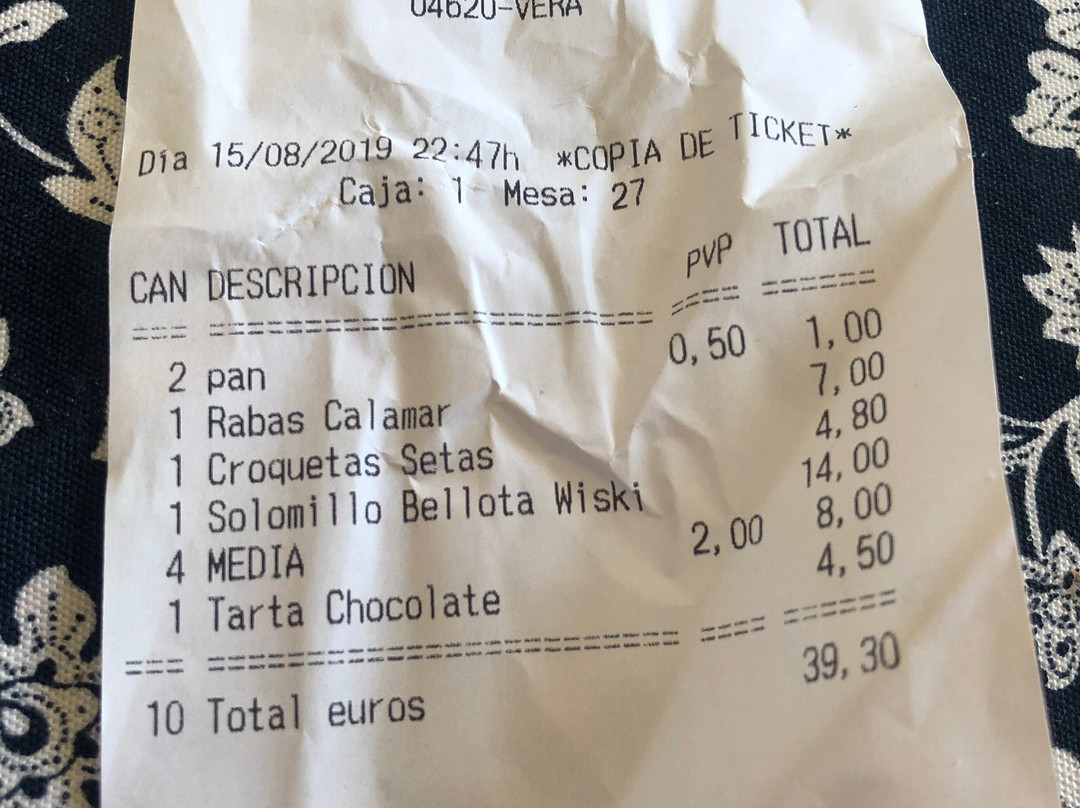 04620-VERA
Día 15/08/2019 22:47h *COPIA DE TICKET*
Caja: 1 Mesa: 27
CAN DESCRIPCION PVP TOTAL
=== ============================== ==== ======
2 pan 0,50 1,00
1 Rabas Calamar 7,00
1 Croquetas Setas 4,80
1 Solomillo Bellota Wiski 14,00
4 MEDIA 2,00 8,00
1 Tarta Chocolate 4,50
=== ============================== ==== ======
10 Total euros 39,30